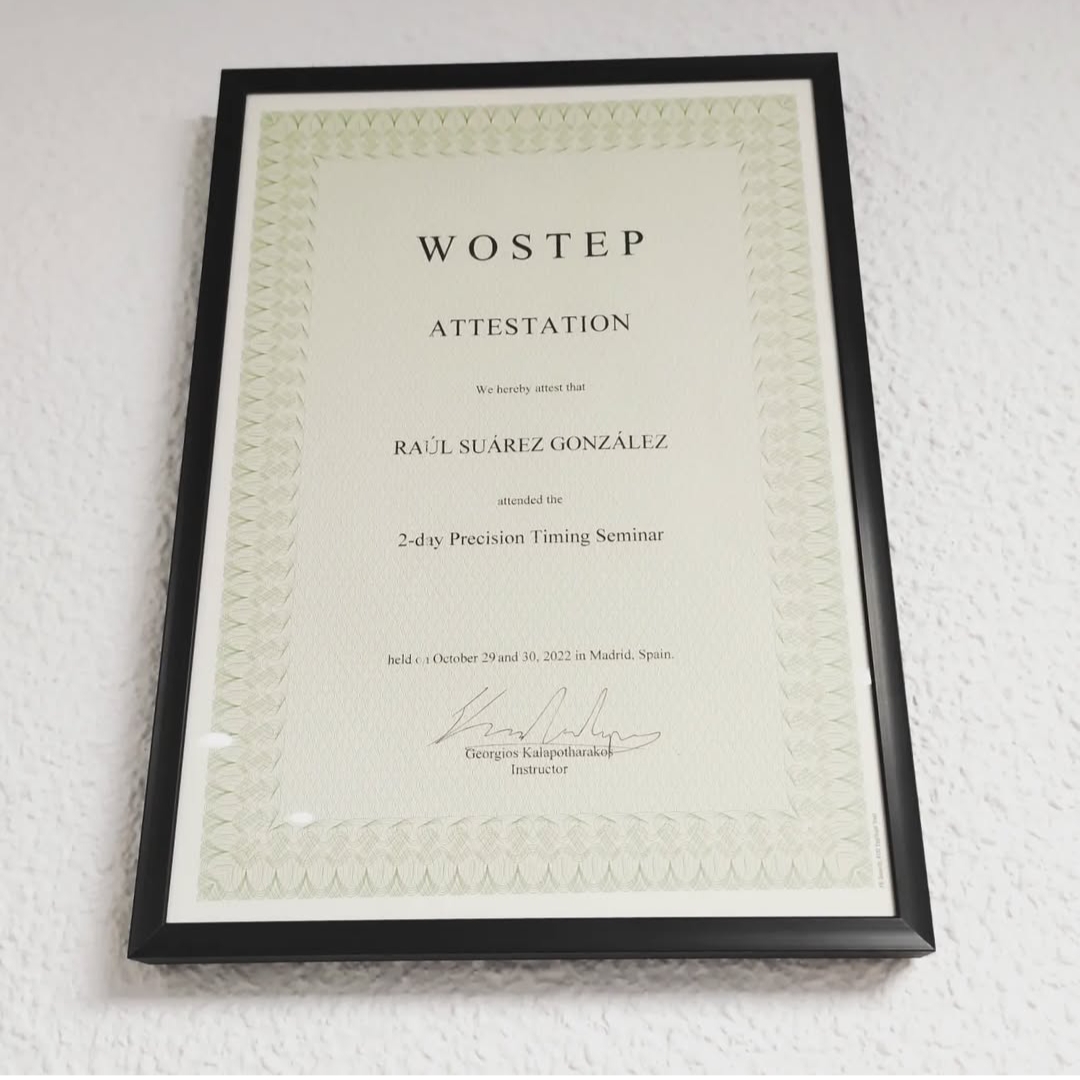 WOSTEP
ATTESTATION
We hereby attest that
RAÚL SUÁREZ GONZÁLEZ
attended the
2-day Precision Timing Seminar
held on October 29 and 30, 2022 in Madrid, Spain.
Georgios Kalapotharakos
Instructor